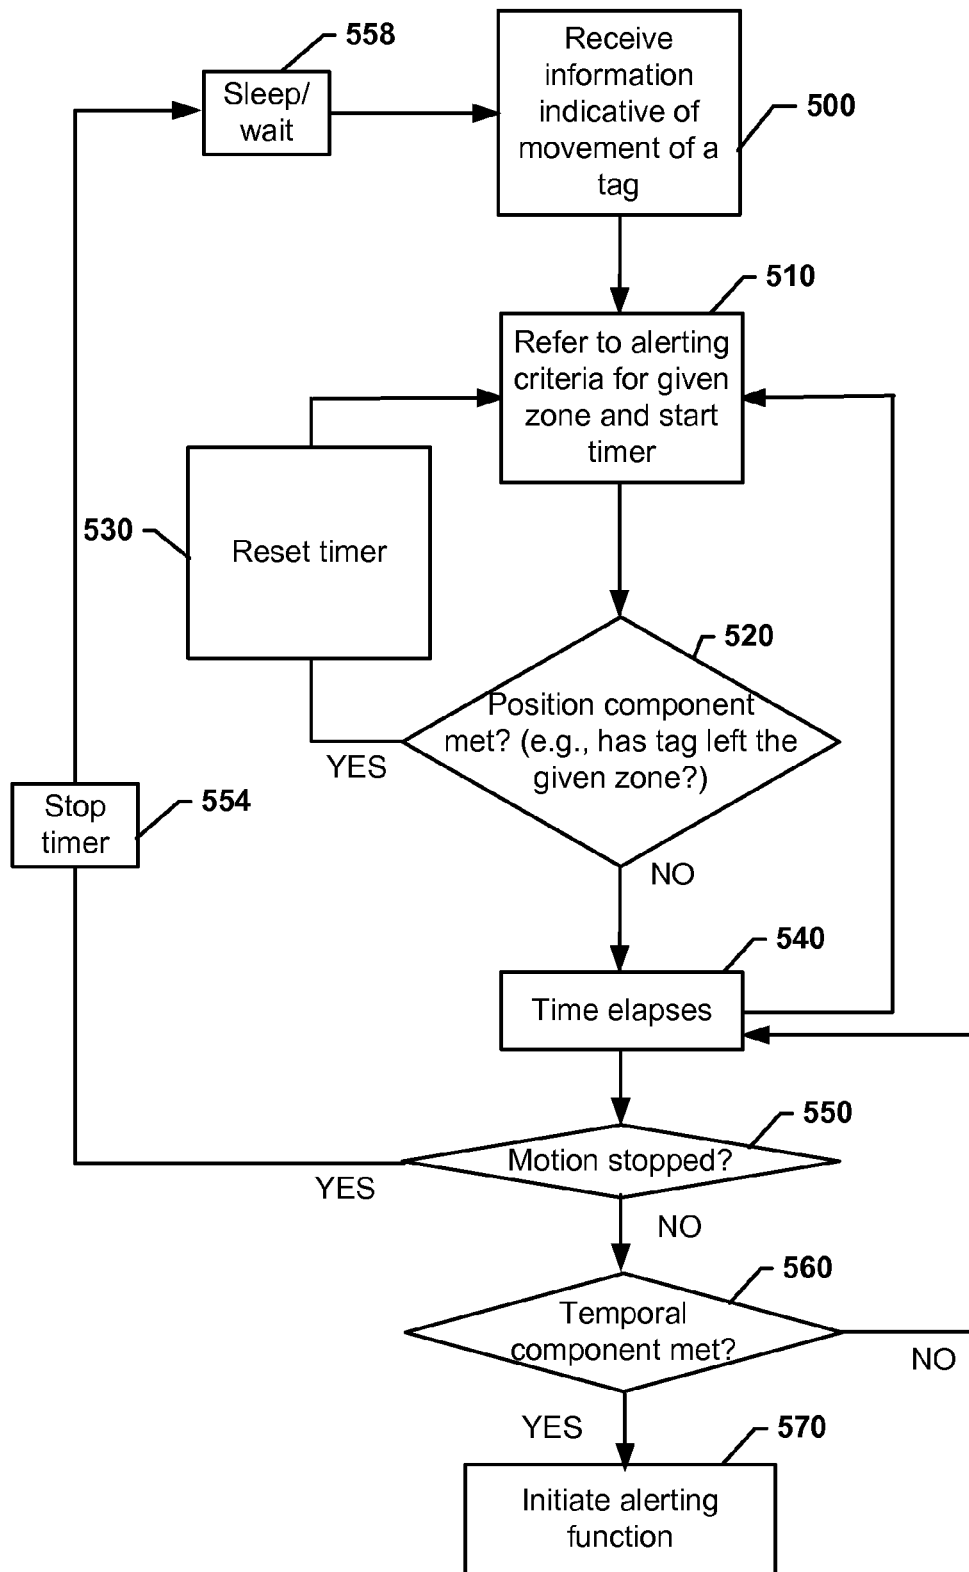 558
Sleep/
wait
Receive
information
indicative of
movement of a
tag
500
510
Refer to alerting
criteria for given
zone and start
timer
530
Reset timer
520
Position component
met? (e.g., has tag left the
given zone?)
YES
NO
Stop
timer
554
540
Time elapses
550
Motion stopped?
YES
NO
560
Temporal
component met?
NO
YES
570
Initiate alerting
function